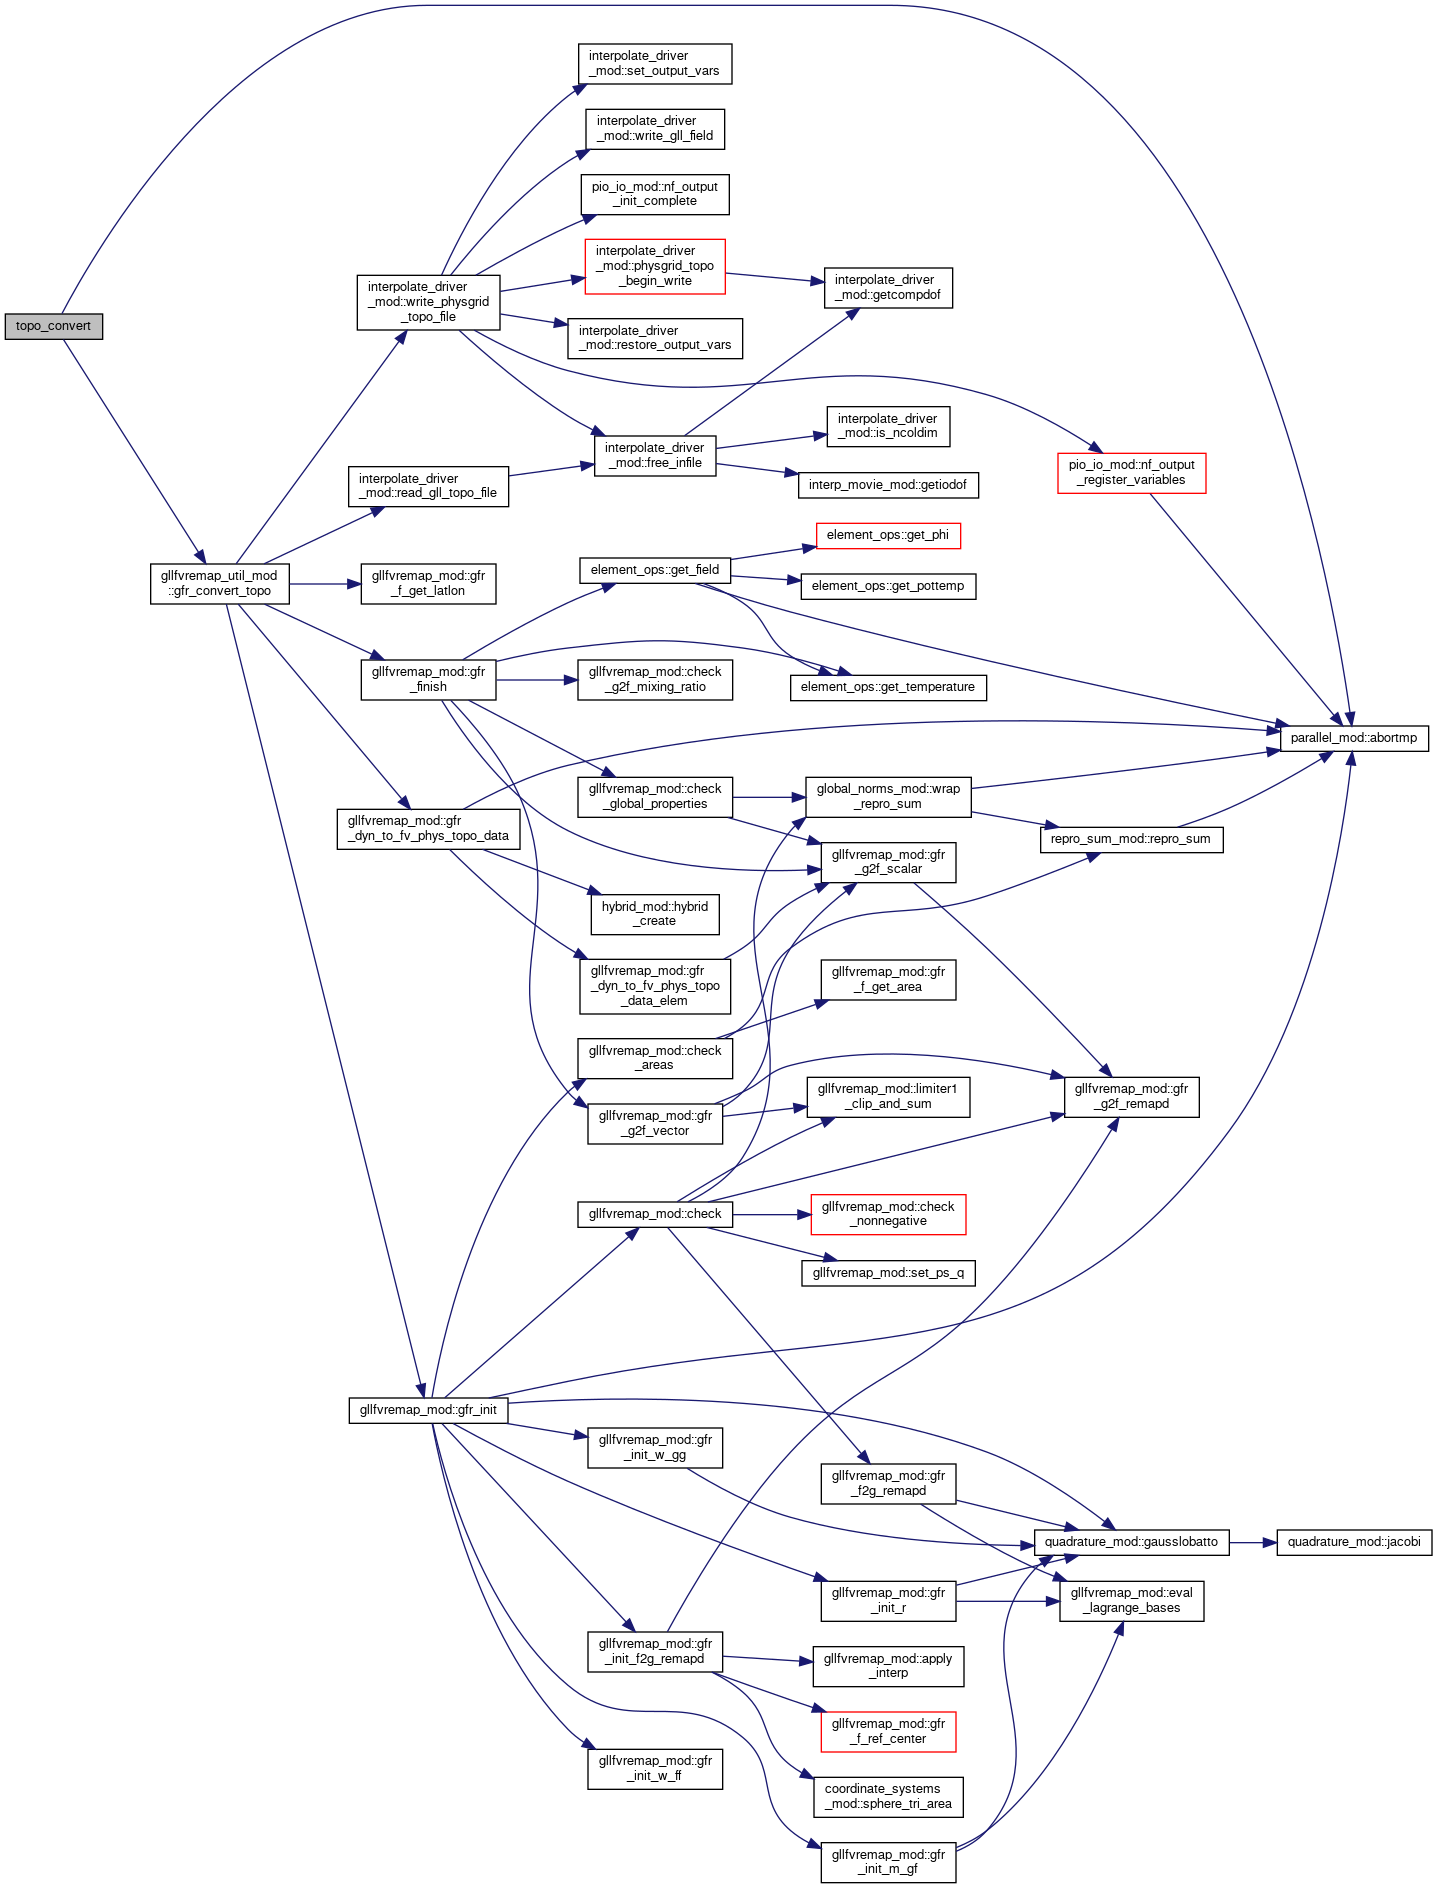 topo_convert
gllfvremap_util_mod
::gfr_convert_topo
interpolate_driver
_mod::write_physgrid
_topo_file
interpolate_driver
_mod::read_gll_topo_file
gllfvremap_mod::gfr
_f_get_latlon
gllfvremap_mod::gfr
_finish
gllfvremap_mod::gfr
_dyn_to_fv_phys_topo_data
gllfvremap_mod::gfr_init
interpolate_driver
_mod::set_output_vars
interpolate_driver
_mod::write_gll_field
pio_io_mod::nf_output
_init_complete
interpolate_driver
_mod::physgrid_topo
_begin_write
interpolate_driver
_mod::restore_output_vars
interpolate_driver
_mod::free_infile
element_ops::get_field
gllfvremap_mod::check
_g2f_mixing_ratio
gllfvremap_mod::check
_global_properties
hybrid_mod::hybrid
_create
gllfvremap_mod::gfr
_dyn_to_fv_phys_topo
_data_elem
gllfvremap_mod::check
_areas
gllfvremap_mod::gfr
_g2f_vector
gllfvremap_mod::check
gllfvremap_mod::gfr
_init_w_gg
gllfvremap_mod::gfr
_init_f2g_remapd
gllfvremap_mod::gfr
_init_w_ff
interpolate_driver
_mod::getcompdof
interpolate_driver
_mod::is_ncoldim
interp_movie_mod::getiodof
element_ops::get_phi
element_ops::get_pottemp
element_ops::get_temperature
global_norms_mod::wrap
_repro_sum
gllfvremap_mod::gfr
_g2f_scalar
gllfvremap_mod::gfr
_f_get_area
gllfvremap_mod::limiter1
_clip_and_sum
gllfvremap_mod::check
_nonnegative
gllfvremap_mod::set_ps_q
gllfvremap_mod::gfr
_f2g_remapd
gllfvremap_mod::gfr
_init_r
gllfvremap_mod::apply
_interp
gllfvremap_mod::gfr
_f_ref_center
coordinate_systems
_mod::sphere_tri_area
gllfvremap_mod::gfr
_init_m_gf
pio_io_mod::nf_output
_register_variables
repro_sum_mod::repro_sum
gllfvremap_mod::gfr
_g2f_remapd
quadrature_mod::gausslobatto
gllfvremap_mod::eval
_lagrange_bases
parallel_mod::abortmp
quadrature_mod::jacobi